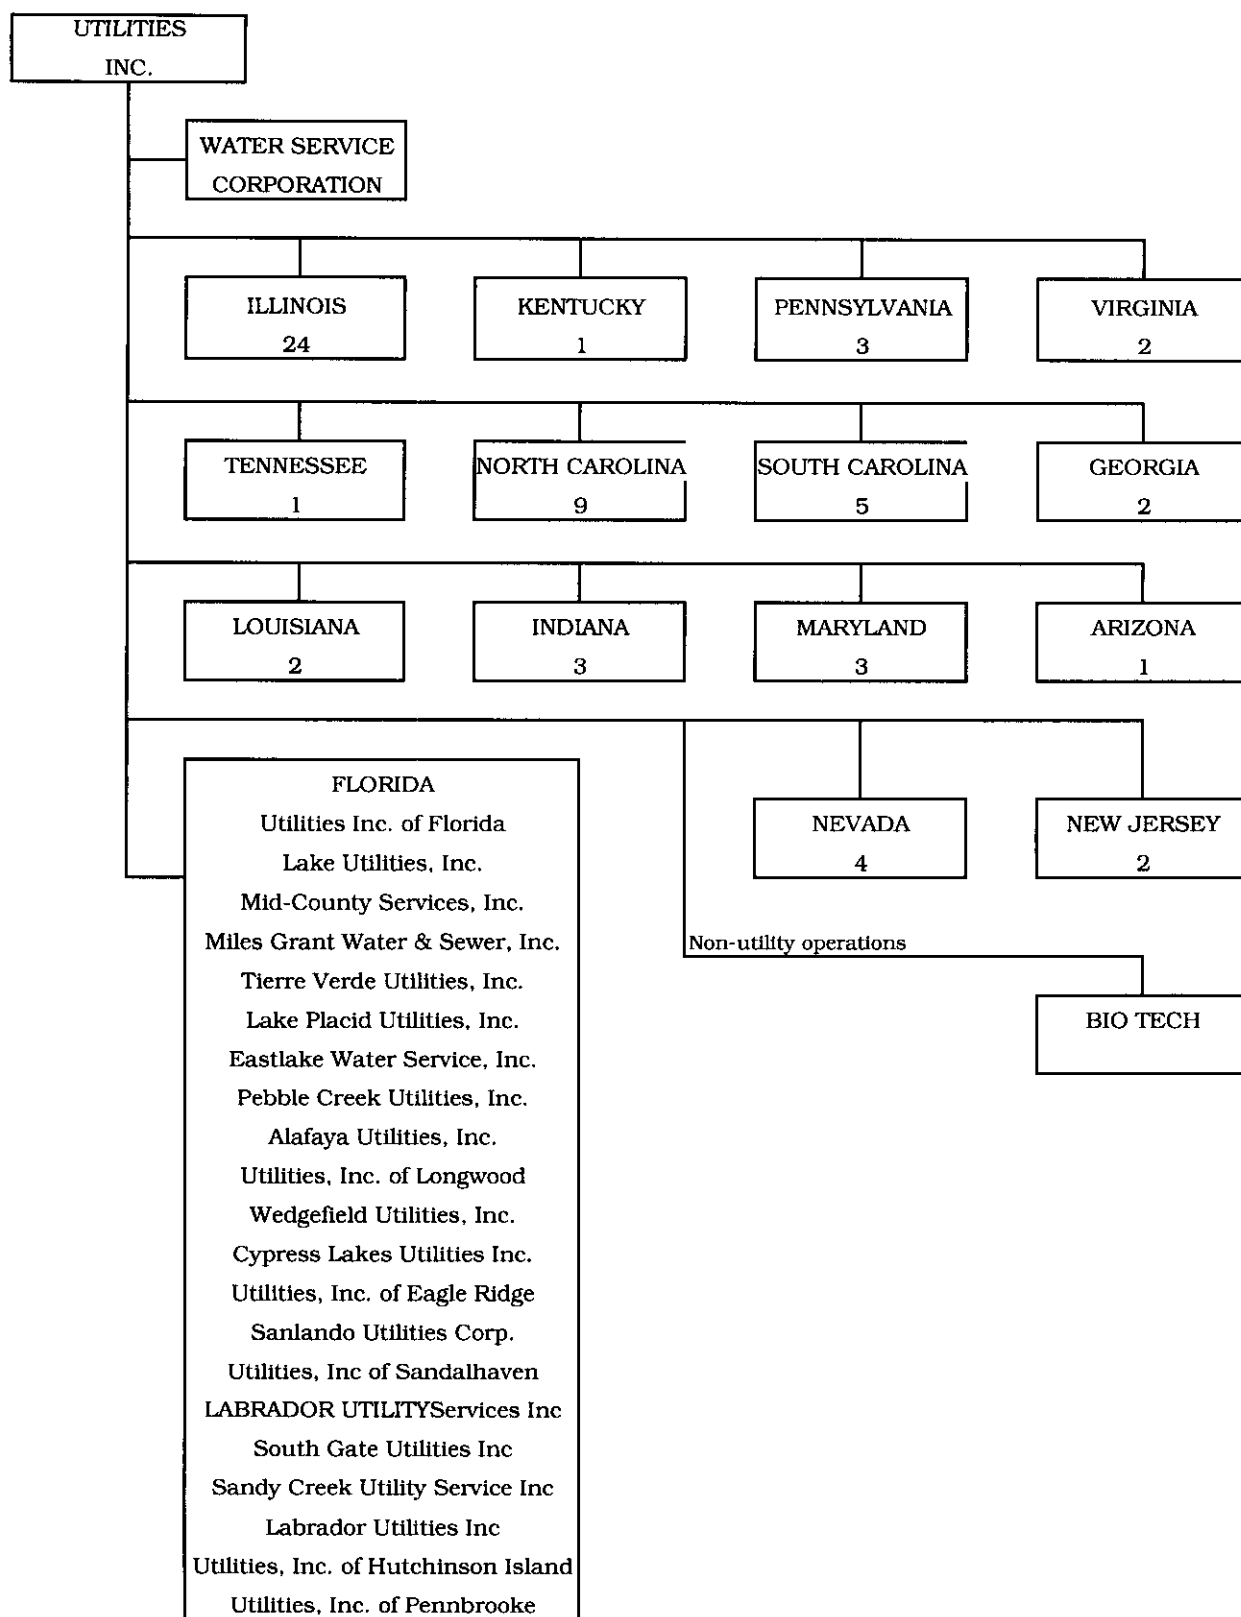 UTILITIES
INC.
WATER SERVICE
CORPORATION
ILLINOIS
24
KENTUCKY
1
PENNSYLVANIA
3
VIRGINIA
2
TENNESSEE
1
NORTH CAROLINA
9
SOUTH CAROLINA
5
GEORGIA
2
LOUISIANA
2
INDIANA
3
MARYLAND
3
ARIZONA
1
FLORIDA
Utilities Inc. of Florida
Lake Utilities, Inc.
Mid-County Services, Inc.
Miles Grant Water & Sewer, Inc.
Tierre Verde Utilities, Inc.
Lake Placid Utilities, Inc.
Eastlake Water Service, Inc.
Pebble Creek Utilities, Inc.
Alafaya Utilities, Inc.
Utilities, Inc. of Longwood
Wedgefield Utilities, Inc.
Cypress Lakes Utilities Inc.
Utilities, Inc. of Eagle Ridge
Sanlando Utilities Corp.
Utilities, Inc of Sandalhaven
LABRADOR UTILITYServices Inc
South Gate Utilities Inc
Sandy Creek Utility Service Inc
Labrador Utilities Inc
Utilities, Inc. of Hutchinson Island
Utilities, Inc. of Pennbrooke
NEVADA
4
NEW JERSEY
2
Non-utility operations
BIO TECH